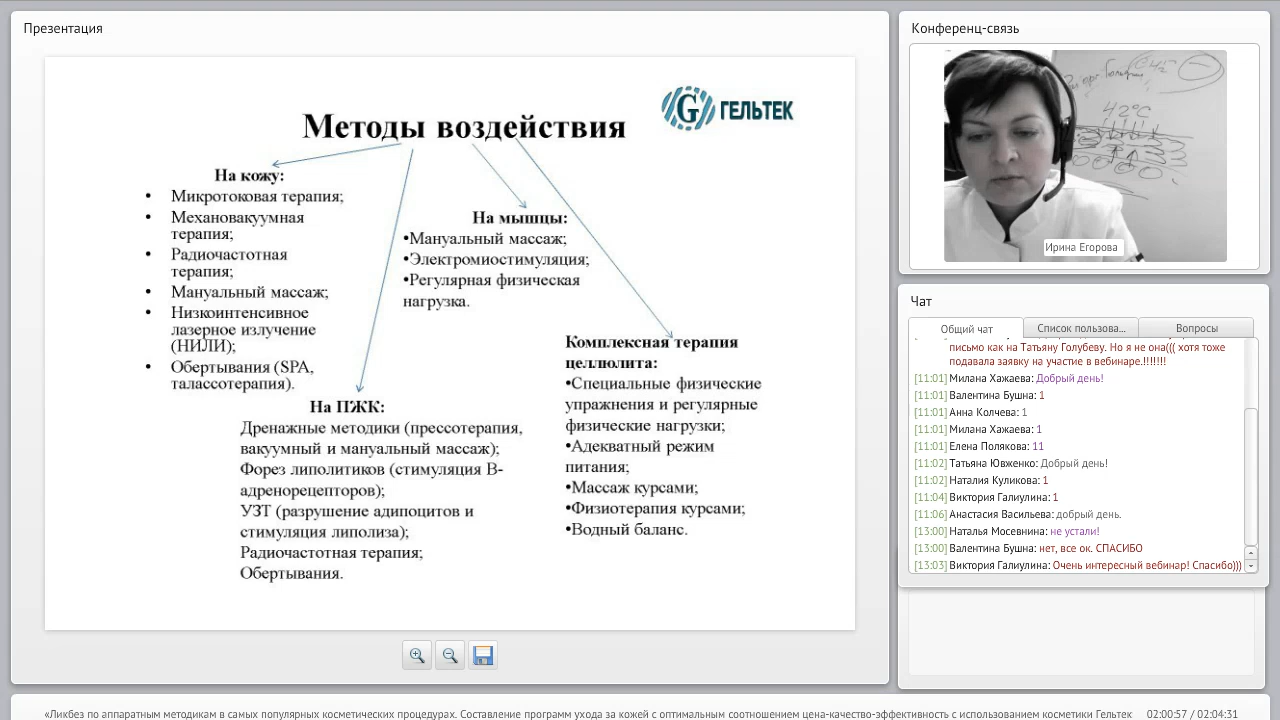 Презентация
Методы воздействия
ГЕЛЬТЕК
На кожу:
• Микротоковая терапия;
• Механовакуумная
терапия;
• Радиочастотная
терапия;
• Мануальный массаж;
• Низкоинтенсивное
лазерное излучение
(НИЛИ);
• Обертывания (SPA,
талассотерапия).
На мышцы:
•Мануальный массаж;
•Электромиостимуляция;
•Регулярная физическая
нагрузка.
На ПЖК:
Дренажные методики (прессотерапия,
вакуумный и мануальный массаж);
Форез липолитиков (стимуляция В-
адренорецепторов);
УЗТ (разрушение адипоцитов и
стимуляция липолиза);
Радиочастотная терапия;
Обертывания.
Комплексная терапия
целлюлита:
•Специальные физические
упражнения и регулярные
физические нагрузки;
•Адекватный режим
питания;
•Массаж курсами;
•Физиотерапия курсами;
•Водный баланс.
Конференц-связь
42°C
Ирина Егорова
Чат
Общий чат
Список пользова...
Вопросы
письмо как на Татьяну Голубеву. Но я не она((( хотя тоже
подавала заявку на участие в вебинаре.!!!!!!!
[11:01] Милана Хажаева: Добрый день!
[11:01] Валентина Бушна: 1
[11:01] Анна Колчева: 1
[11:01] Милана Хажаева: 1
[11:01] Елена Полякова: 11
[11:02] Татьяна Ювженко: Добрый день!
[11:02] Наталия Куликова: 1
[11:04] Виктория Галиулина: 1
[11:06] Анастасия Васильева: добрый день.
[13:00] Наталья Мосевнина: не устали!
[13:00] Валентина Бушна: нет, все ок. СПАСИБО
[13:03] Виктория Галиулина: Очень интересный вебинар! Спасибо)))
«Ликбез по аппаратным методикам в самых популярных косметических процедурах. Составление программ ухода за кожей с оптимальным соотношением цена-качество-эффективность с использованием косметики Гельтек 02:00:57 / 02:04:31